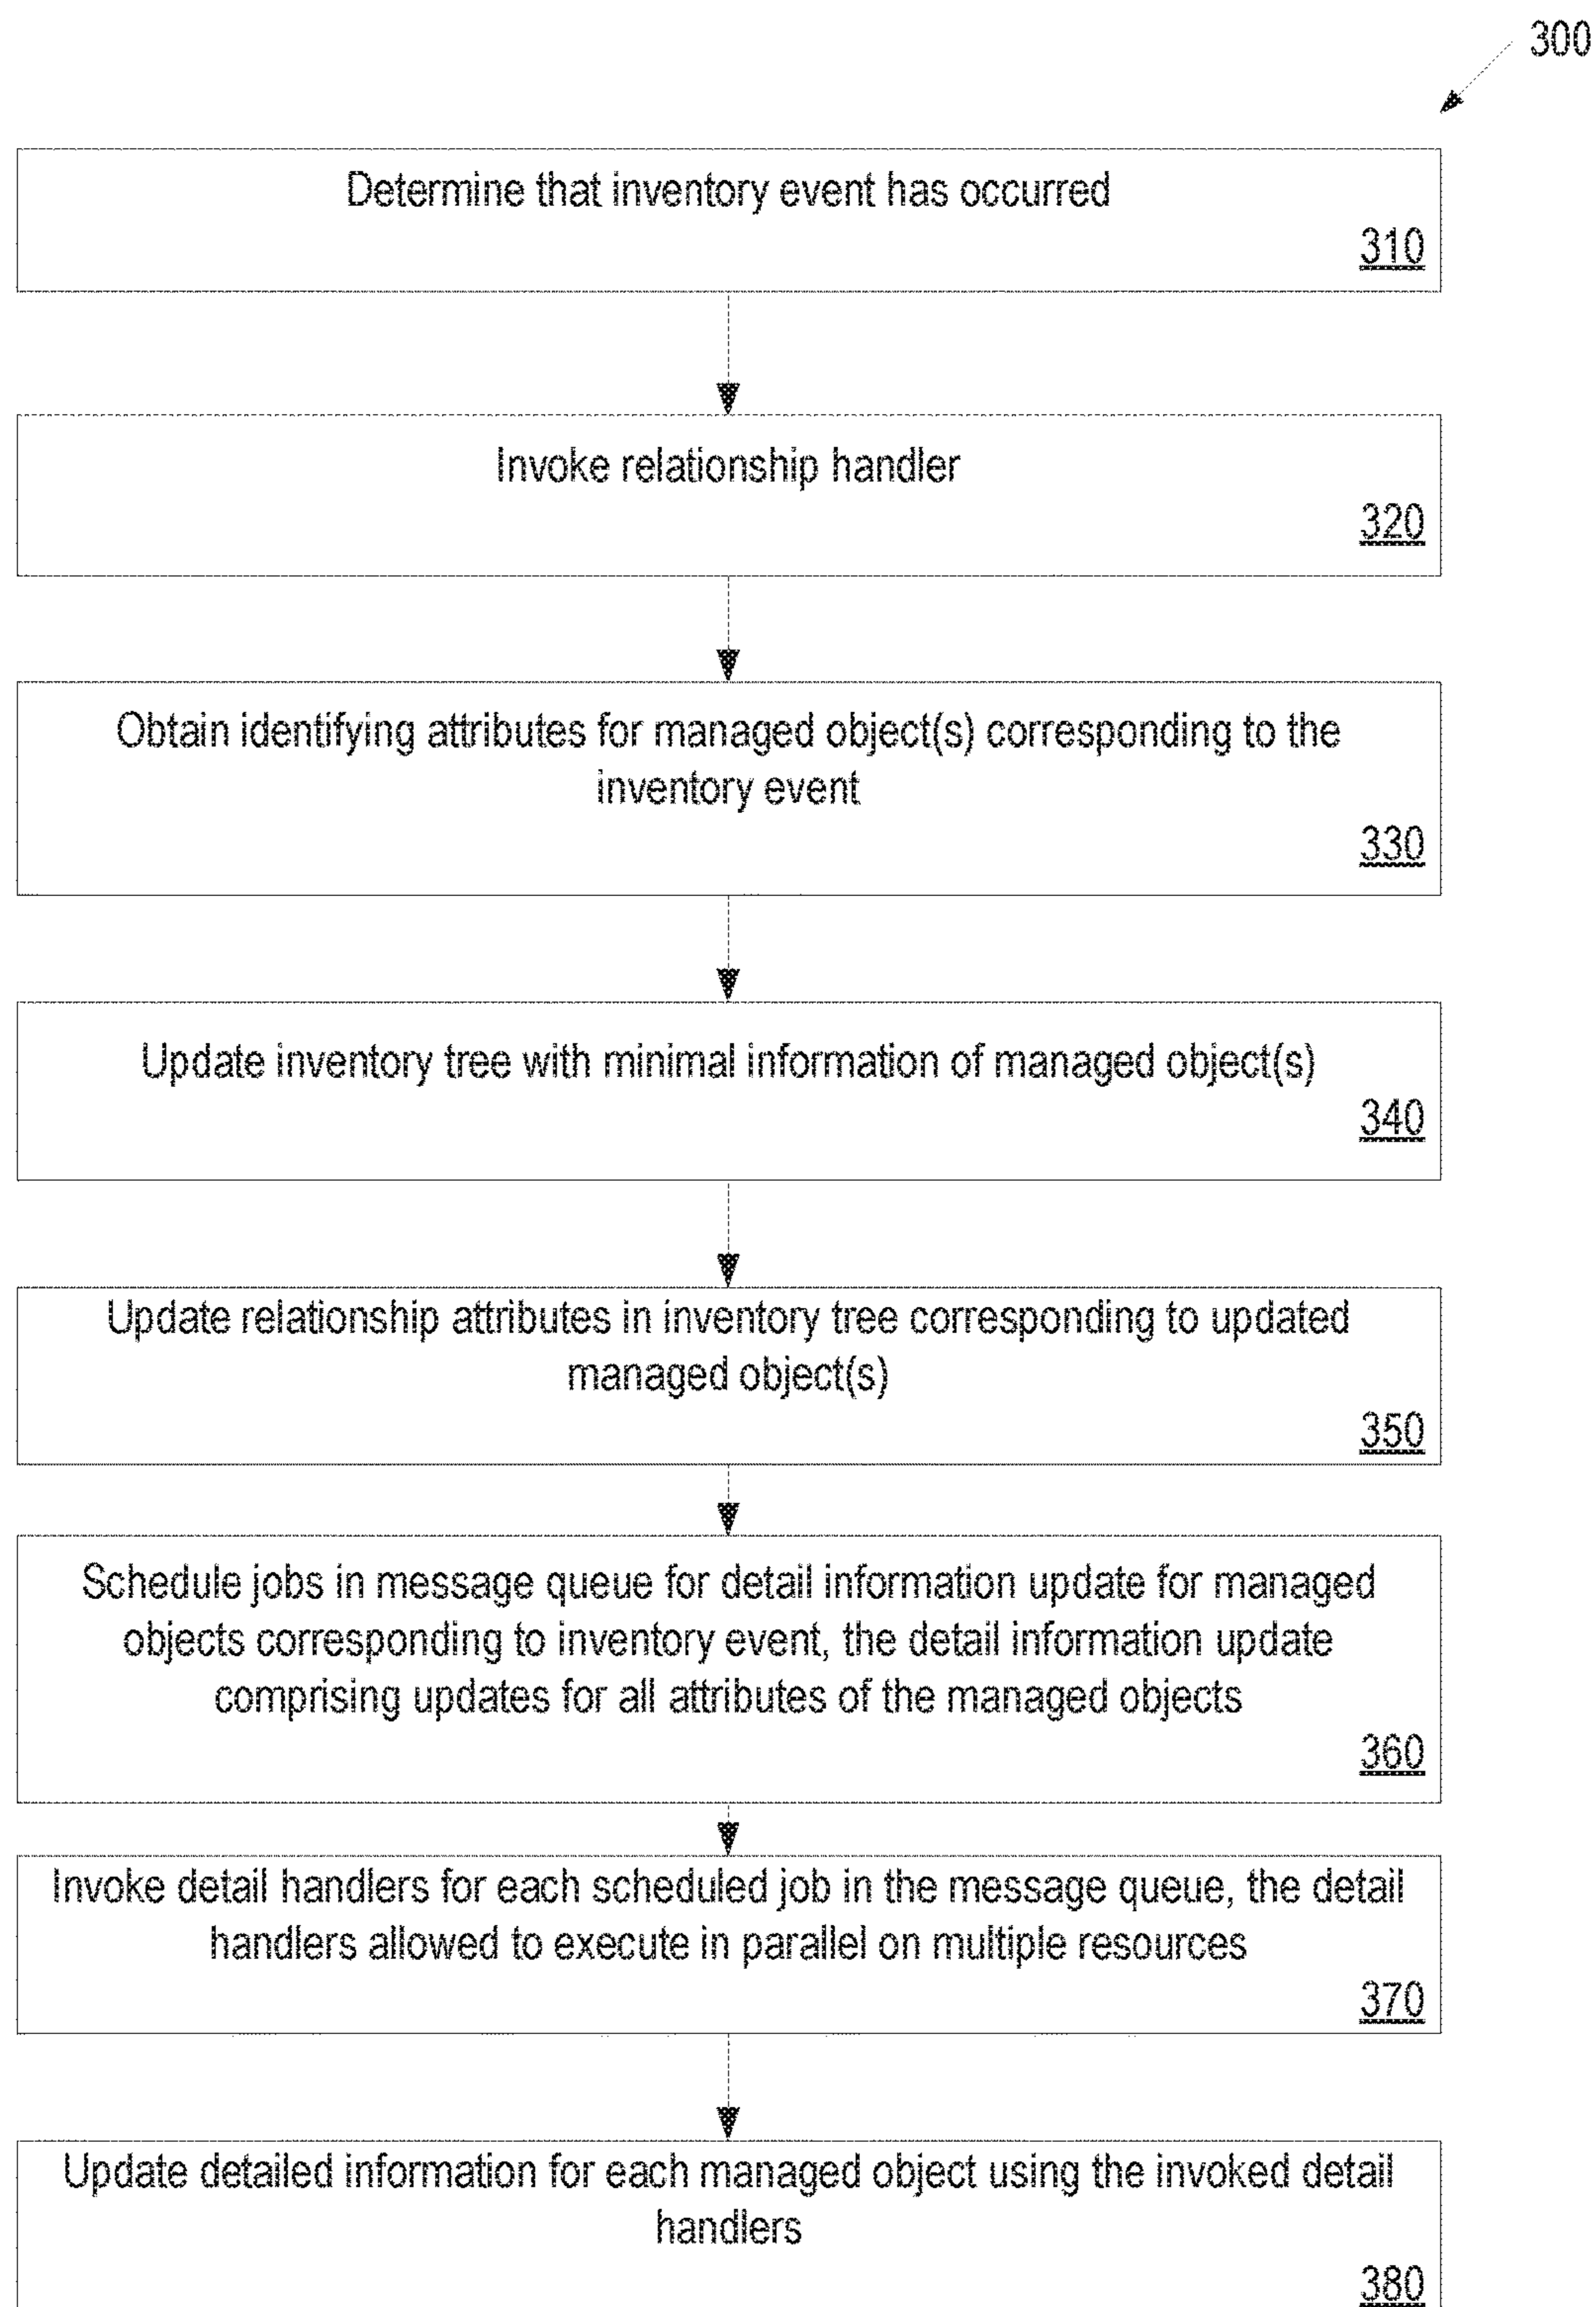 300
Determine that inventory event has occurred
310
Invoke relationship handler
320
Obtain identifying attributes for managed object(s) corresponding to the
inventory event
330
Update inventory tree with minimal information of managed object(s)
340
Update relationship attributes in inventory tree corresponding to updated
managed object(s)
350
Schedule jobs in message queue for detail information update for managed
objects corresponding to inventory event, the detail information update
comprising updates for all attributes of the managed objects
360
Invoke detail handlers for each scheduled job in the message queue, the detail
handlers allowed to execute in parallel on multiple resources
370
Update detailed information for each managed object using the invoked detail
handlers
380